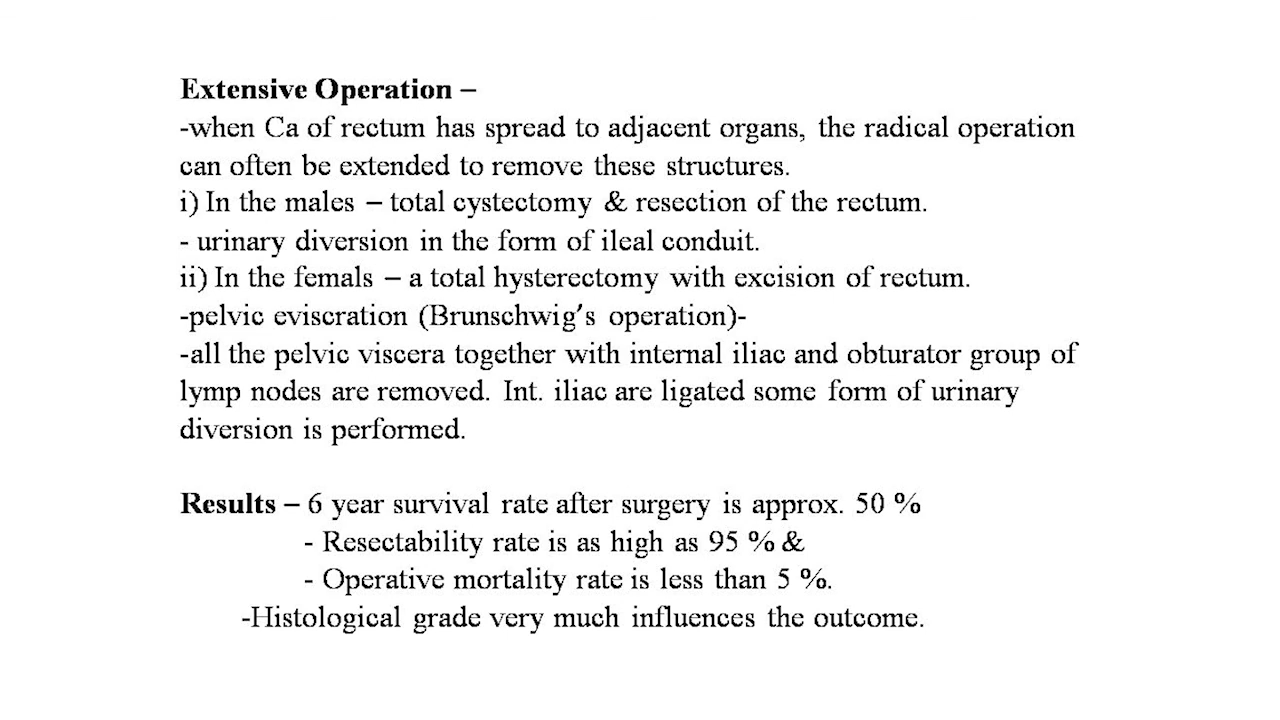 Extensive Operation –
-when Ca of rectum has spread to adjacent organs, the radical operation
can often be extended to remove these structures.
i) In the males – total cystectomy & resection of the rectum.
- urinary diversion in the form of ileal conduit.
ii) In the femals – a total hysterectomy with excision of rectum.
-pelvic eviscration (Brunschwig’s operation)-
-all the pelvic viscera together with internal iliac and obturator group of
lymp nodes are removed. Int. iliac are ligated some form of urinary
diversion is performed.
Results – 6 year survival rate after surgery is approx. 50 %
- Resectability rate is as high as 95 % &
- Operative mortality rate is less than 5 %.
-Histological grade very much influences the outcome.